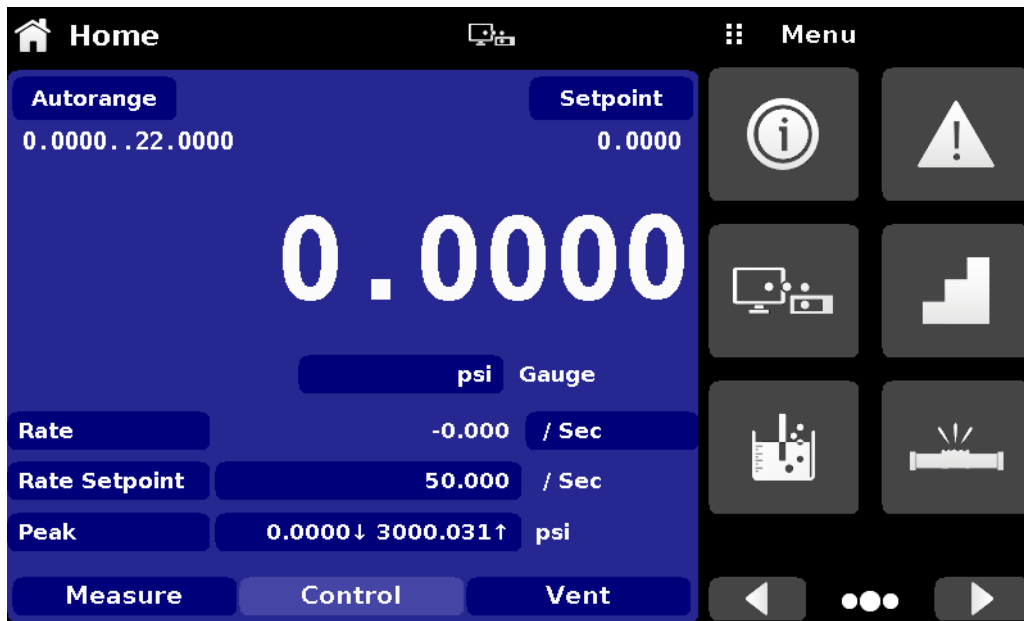 Home
Menu
Autorange
Setpoint
0.0000..22.0000
0.0000
0.0000
psi Gauge
Rate -0.000 / Sec
Rate Setpoint 50.000 / Sec
Peak 0.0000↓ 3000.031↑ psi
Measure Control Vent